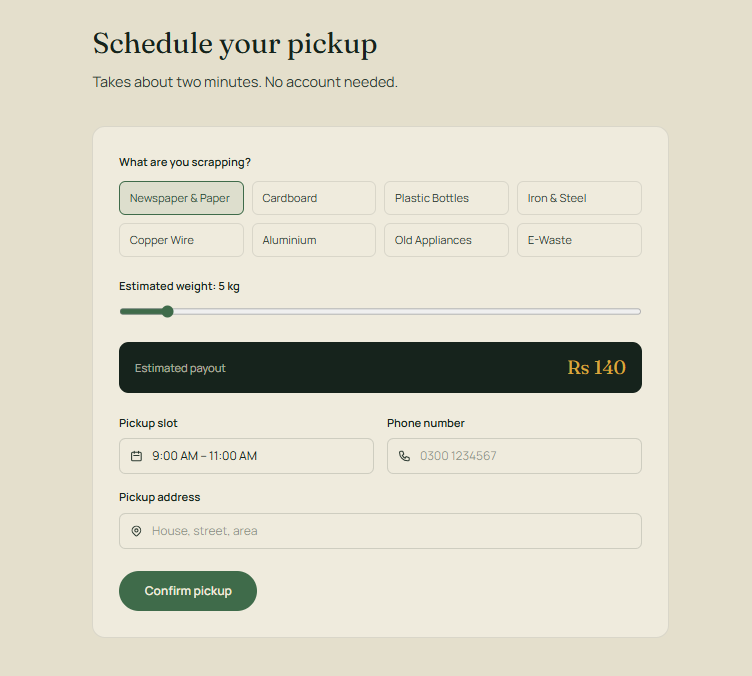 Schedule your pickup
Takes about two minutes. No account needed.
What are you scrapping?
Newspaper & Paper
Cardboard
Plastic Bottles
Iron & Steel
Copper Wire
Aluminium
Old Appliances
E-Waste
Estimated weight: 5 kg
Estimated payout
Rs 140
Pickup slot
Phone number
9:00 AM – 11:00 AM
0300 1234567
Pickup address
House, street, area
Confirm pickup